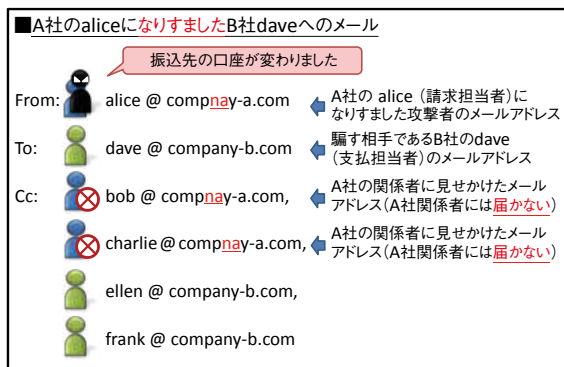 ■A社のaliceになりすましたB社daveへのメール
振込先の口座が変わりました
From: alice @ compnay-a.com
A社の alice (請求担当者)に
なりすました攻撃者のメールアドレス
To: dave @ company-b.com
騙す相手であるB社のdave
(支払担当者)のメールアドレス
Cc: bob @ compnay-a.com,
A社の関係者に見せかけたメール
アドレス(A社関係者には届かない)
charlie @ compnay-a.com,
A社の関係者に見せかけたメール
アドレス(A社関係者には届かない)
ellen @ company-b.com,
frank @ company-b.com